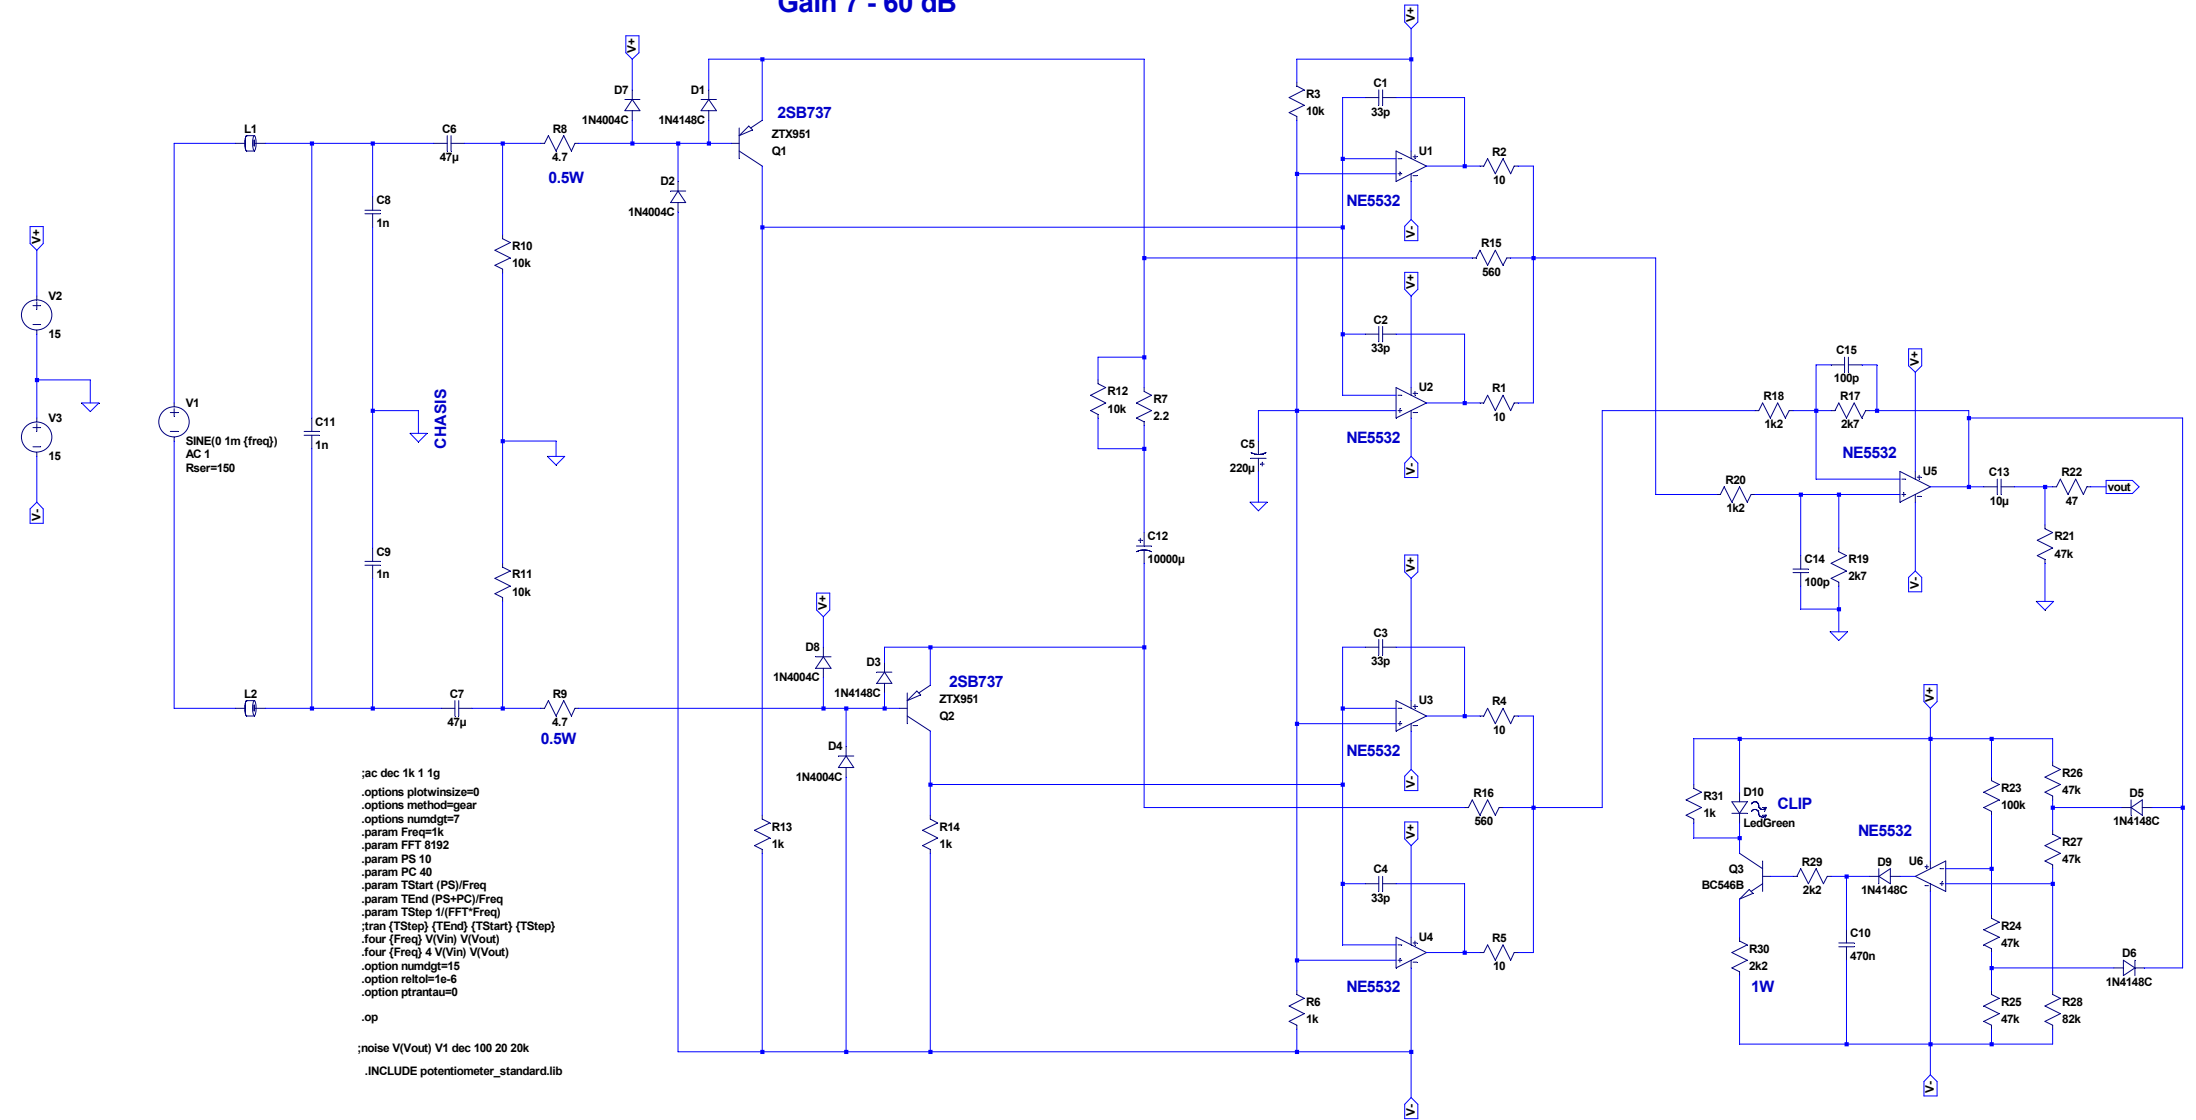 Gain 7 - 60 dB
V+
V2
15
V3
15
V-
V1
SINE(0 1m {freq})
AC 1
Rser=150
L1
L2
C11
1n
C8
1n
C9
1n
CHASIS
C6
47µ
C7
47µ
R10
10k
R11
10k
R8
4.7
0.5W
R9
4.7
0.5W
V+
D7
1N4004C
D1
1N4148C
D2
1N4004C
2SB737
ZTX951
Q1
V+
D8
1N4004C
D3
1N4148C
D4
1N4004C
2SB737
ZTX951
Q2
R13
1k
R14
1k
R12
10k
R7
2.2
C12
10000µ
C5
220µ
R3
10k
R6
1k
V+
C1
33p
U1
NE5532
V-
R2
10
R15
560
V+
C2
33p
U2
NE5532
V-
R1
10
V+
C3
33p
U3
NE5532
V-
R4
10
R16
560
V+
C4
33p
U4
NE5532
V-
R5
10
R18
1k2
C15
100p
R17
2k7
NE5532
V+
U5
V-
R20
1k2
C14
100p
R19
2k7
C13
10µ
R22
47
vout
R21
47k
V+
R31
1k
D10
LedGreen
CLIP
Q3
BC546B
R30
2k2
1W
R29
2k2
C10
470n
D9
1N4148C
NE5532
U6
R23
100k
R24
47k
R25
47k
R26
47k
R27
47k
R28
82k
D5
1N4148C
D6
1N4148C
V-
;ac dec 1k 1 1g
.options plotwinsize=0
.options method=gear
.options numdgt=7
.param Freq=1k
.param FFT 8192
.param PS 10
.param PC 40
.param TStart (PS)/Freq
.param TEnd (PS+PC)/Freq
.param TStep 1/(FFT*Freq)
;tran {TStep} {TEnd} {TStart} {TStep}
.four {Freq} V(Vin) V(Vout)
.four {Freq} 4 V(Vin) V(Vout)
.option numdgt=15
.option reltol=1e-6
.option ptrantau=0
.op
;noise V(Vout) V1 dec 100 20 20k
.INCLUDE potentiometer_standard.lib